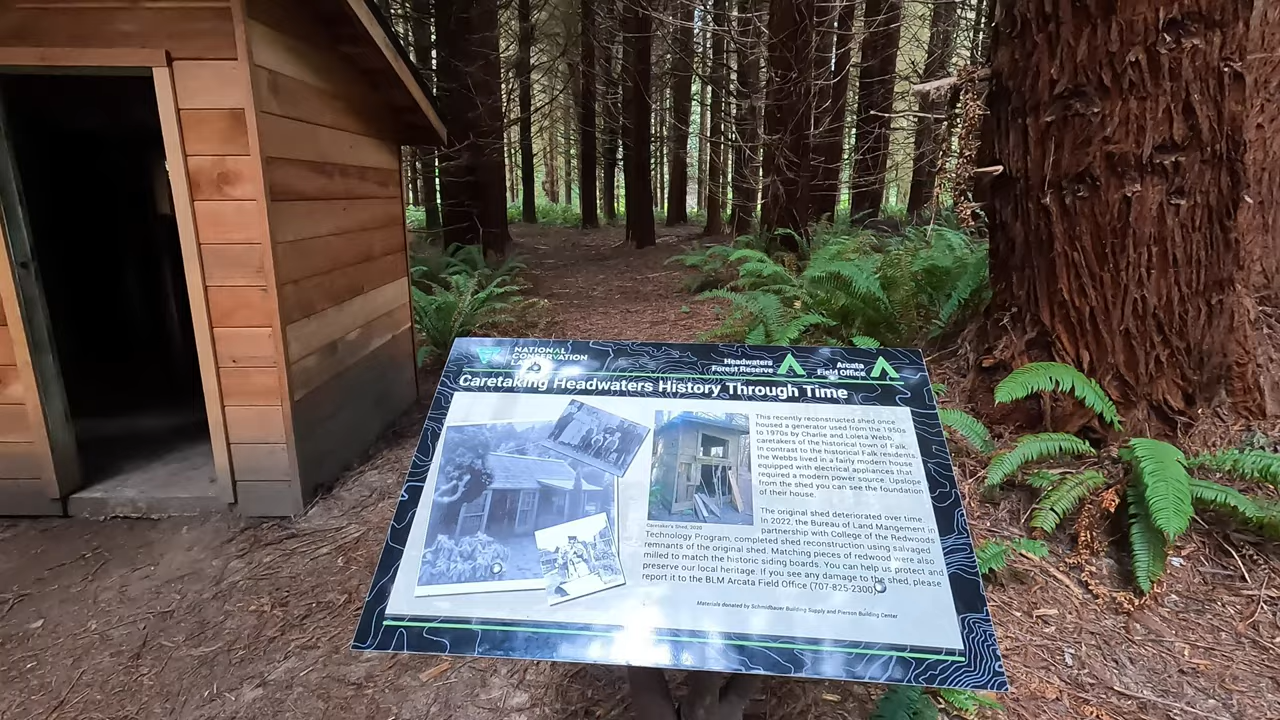 NATIONAL
CONSERVATION
Headwaters
Forest Reserve
Arcata
Field Office
Caretaking Headwaters History Through Time
This recently reconstructed shed once
housed a generator used from the 1950s
to 1970s by Charlie and Loleta Webb,
caretakers of the historical town of Falk.
In contrast to the historical Falk residents,
the Webbs lived in a fairly modern house
equipped with electrical appliances that
required a modern power source. Upslope
from the shed you can see the foundation
of their house.
The original shed deteriorated over time.
In 2022, the Bureau of Land Mangement in
partnership with College of the Redwoods
Technology Program, completed shed reconstruction using salvaged
remnants of the original shed. Matching pieces of redwood were also
milled to match the historic siding boards. You can help us protect and
preserve our local heritage. If you see any damage to the shed, please
report it to the BLM Arcata Field Office (707-825-2300)
Caretaker's Shed, 2020
Materials donated by Schmidbauer Building Supply and Pierson Building Center